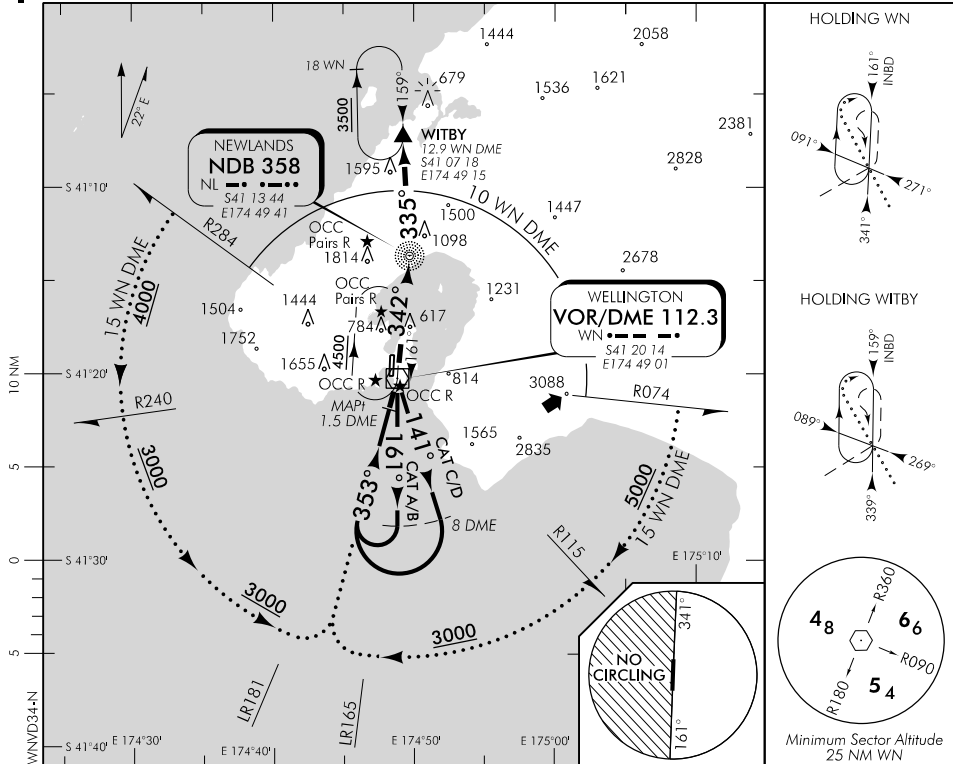 1444
2058
HOLDING WN
18 WN
159°
679
1621
1536
161°
INBD
22° E
3500
WITBY
12.9 WN DME
S41 07 18
E174 49 15
2381
NEWLANDS
NDB 358
NL
S41 13 44
E174 49 41
1595
2828
091°
271°
341°
S 41°10'
R284
10 WN DME
335°
1500
1447
OCC
Pairs R
1814
1098
2678
15 WN DME
4000
1504
1444
OCC
Pairs R
342°
1231
WELLINGTON
VOR/DME 112.3
WN
S41 20 14
E174 49 01
HOLDING WITBY
784
617
1752
4500
161°
159°
INBD
1655
10 NM
S 41°20'
OCC R
OCC R
814
3088
R074
MAPt
1.5 DME
R240
1565
2835
089°
269°
339°
141°
CAT C/D
161°
CAT A/B
353°
5
3000
8 DME
5000
15 WN DME
R115
E 175°10'
0
S 41°30'
3000
3000
341°
NO
CIRCLING
161°
R360
48
66
R090
R180
54
5
LR181
LR165
WNVD34-N
S 41°40'
E 174°30'
E 174°40'
E 174°50'
E 175°00'
Minimum Sector Altitude
25 NM WN